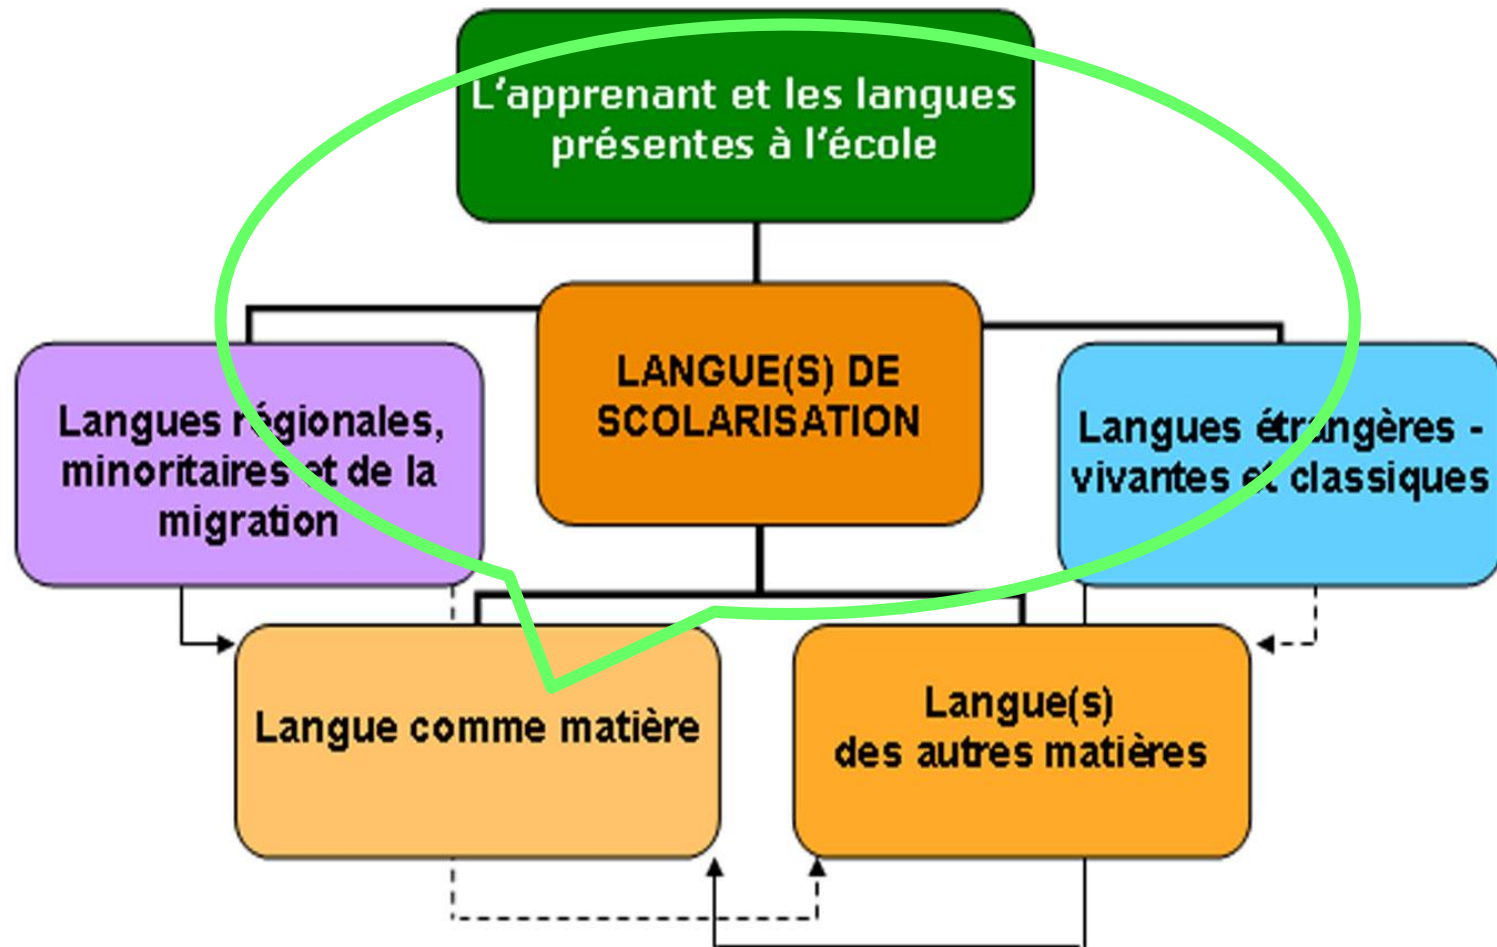 L'apprenant et les langues
présentes à l'école
LANGUE(S) DE
SCOLARISATION
Langues régionales,
minoritaires et de la
migration
Langues étrangères -
vivantes et classiques
Langue comme matière
Langue(s)
des autres matières